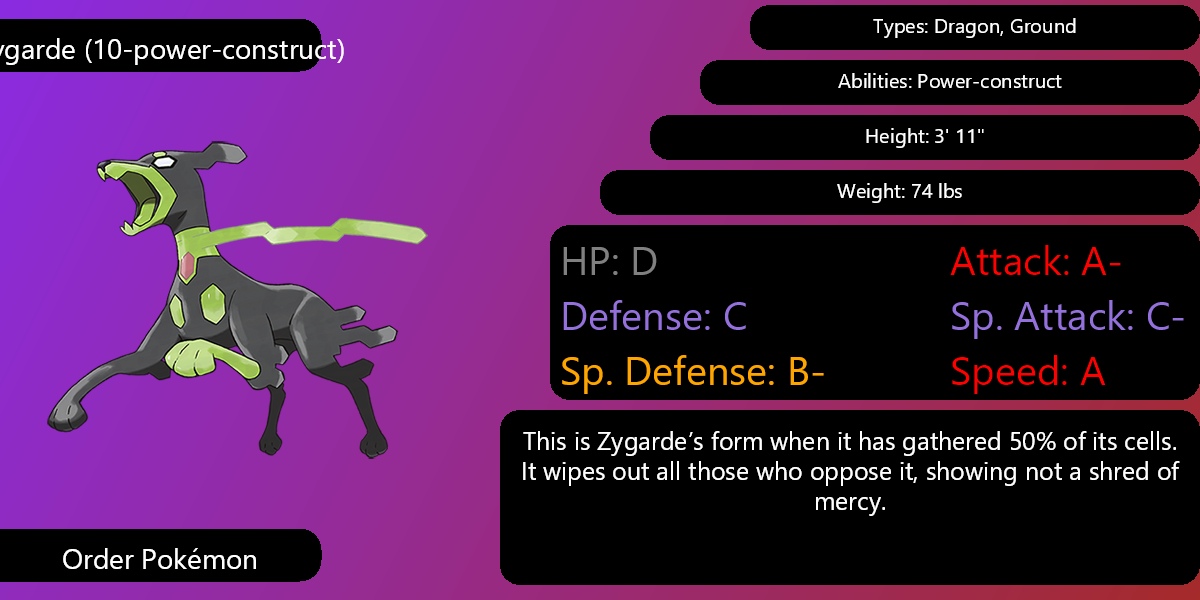 ygarde (10-power-construct)
Types: Dragon, Ground
Abilities: Power-construct
Height: 3' 11"
Weight: 74 lbs
HP: D
Attack: A-
Defense: C
Sp. Attack: C-
Sp. Defense: B-
Speed: A
This is Zygarde’s form when it has gathered 50% of its cells.
It wipes out all those who oppose it, showing not a shred of
mercy.
Order Pokémon